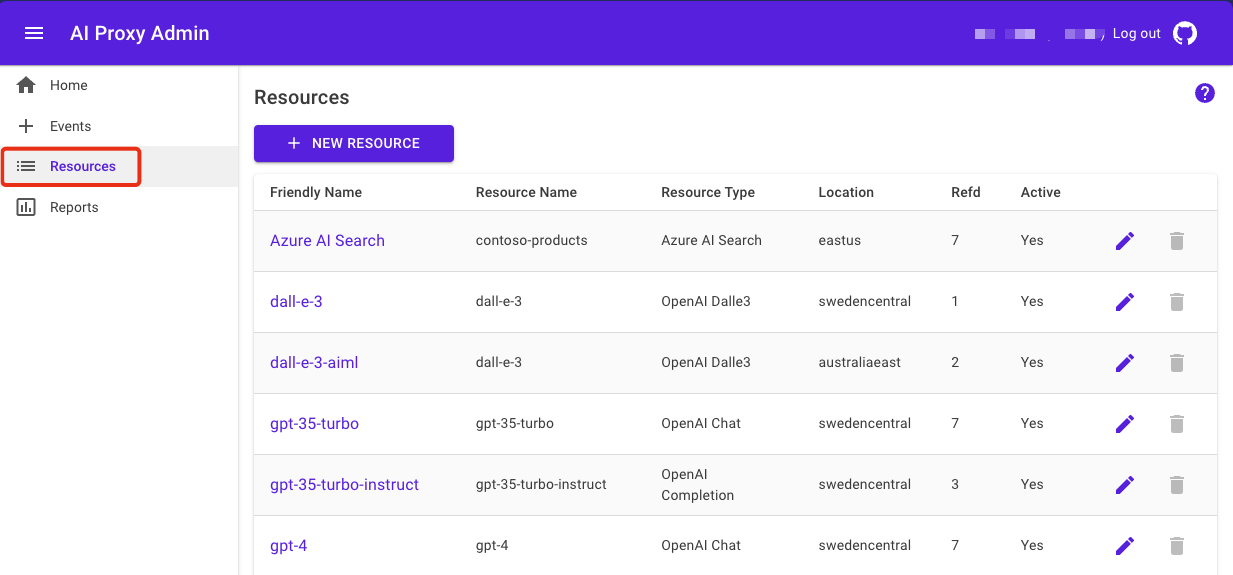 AI Proxy Admin
Log out
Home
Events
Resources
Reports
Resources
?
+ NEW RESOURCE
Friendly Name Resource Name Resource Type Location Refd Active
Azure AI Search contoso-products Azure AI Search eastus 7 Yes
dall-e-3 dall-e-3 OpenAI Dalle3 swedencentral 1 Yes
dall-e-3-aiml dall-e-3 OpenAI Dalle3 australiaeast 2 Yes
gpt-35-turbo gpt-35-turbo OpenAI Chat swedencentral 7 Yes
gpt-35-turbo-instruct gpt-35-turbo-instruct OpenAI Completion swedencentral 3 Yes
gpt-4 gpt-4 OpenAI Chat swedencentral 7 Yes